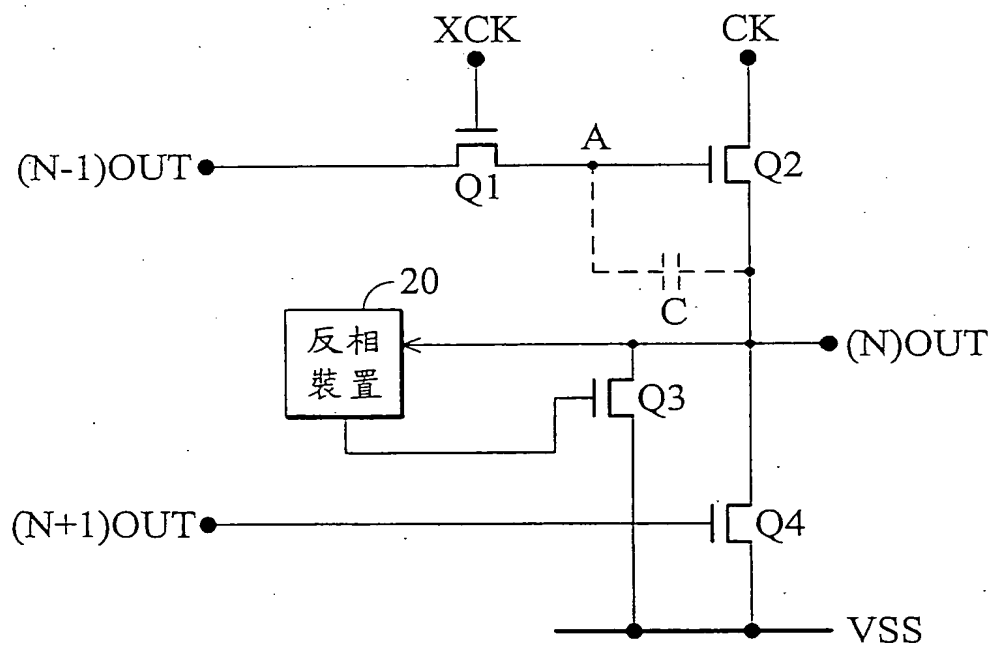 XCK
CK
(N-1)OUT
Q1
A
Q2
C
20
反相
裝置
(N)OUT
Q3
(N+1)OUT
Q4
VSS